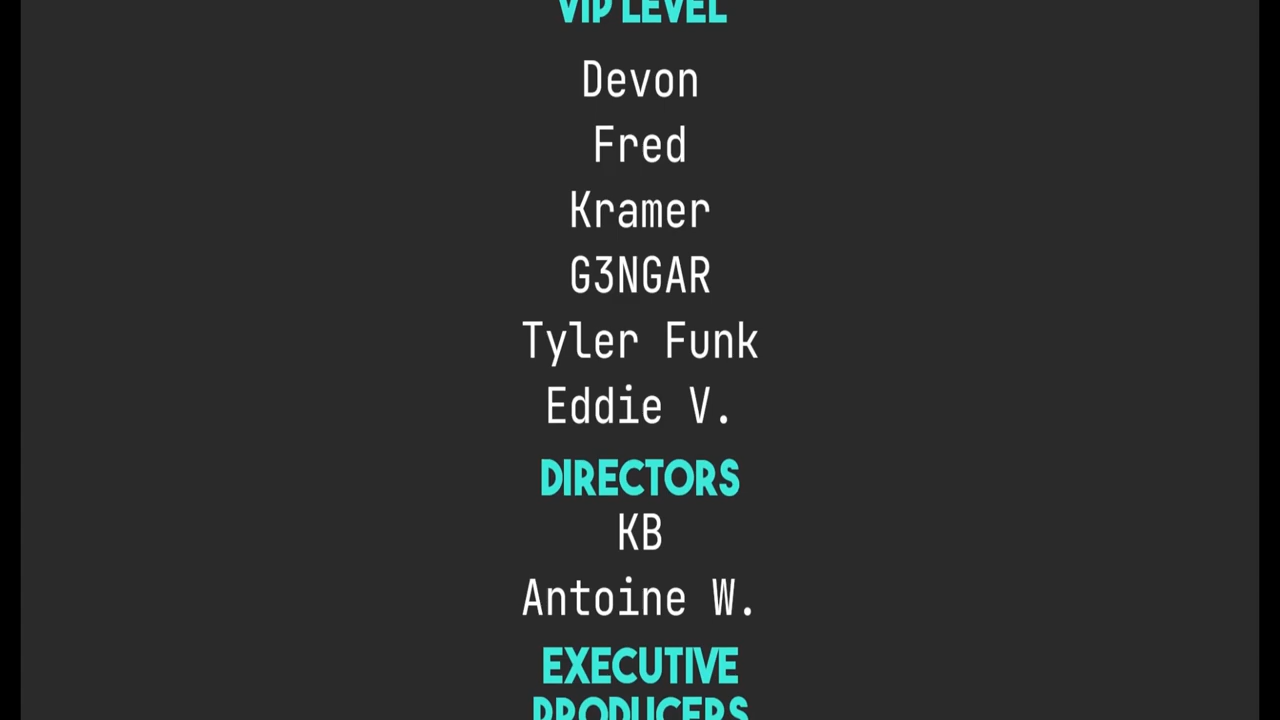 VIP LEVEL
Devon
Fred
Kramer
G3NGAR
Tyler Funk
Eddie V.
DIRECTORS
KB
Antoine W.
EXECUTIVE
PRODUCERS